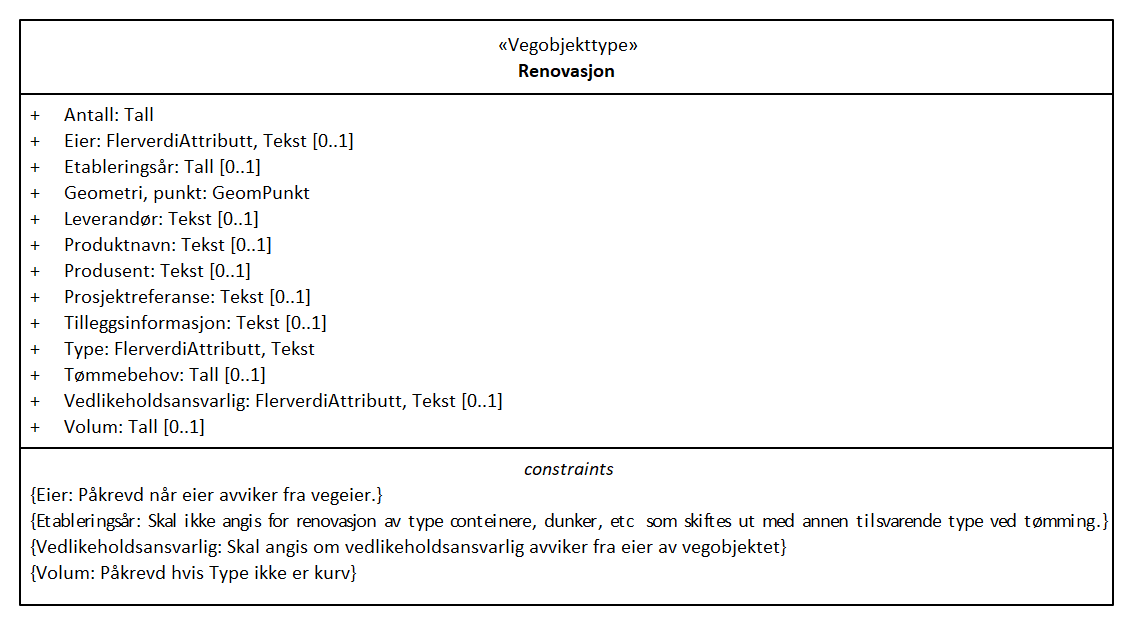 «Vegobjekttype»
Renovasjon
+ Antall: Tall
+ Eier: FlerverdiAttributt, Tekst [0..1]
+ Etableringsår: Tall [0..1]
+ Geometri, punkt: GeomPunkt
+ Leverandør: Tekst [0..1]
+ Produktnavn: Tekst [0..1]
+ Produsent: Tekst [0..1]
+ Prosjektreferanse: Tekst [0..1]
+ Tilleggsinformasjon: Tekst [0..1]
+ Type: FlerverdiAttributt, Tekst
+ Tømmebehov: Tall [0..1]
+ Vedlikeholdsansvarlig: FlerverdiAttributt, Tekst [0..1]
+ Volum: Tall [0..1]
constraints
{Eier: Påkrevd når eier avviker fra vegeier.}
{Etableringsår: Skal ikke angis for renovasjon av type conteinere, dunker, etc som skiftes ut med annen tilsvarende type ved tømming.}
{Vedlikeholdsansvarlig: Skal angis om vedlikeholdsansvarlig avviker fra eier av vegobjektet}
{Volum: Påkrevd hvis Type ikke er kurv}